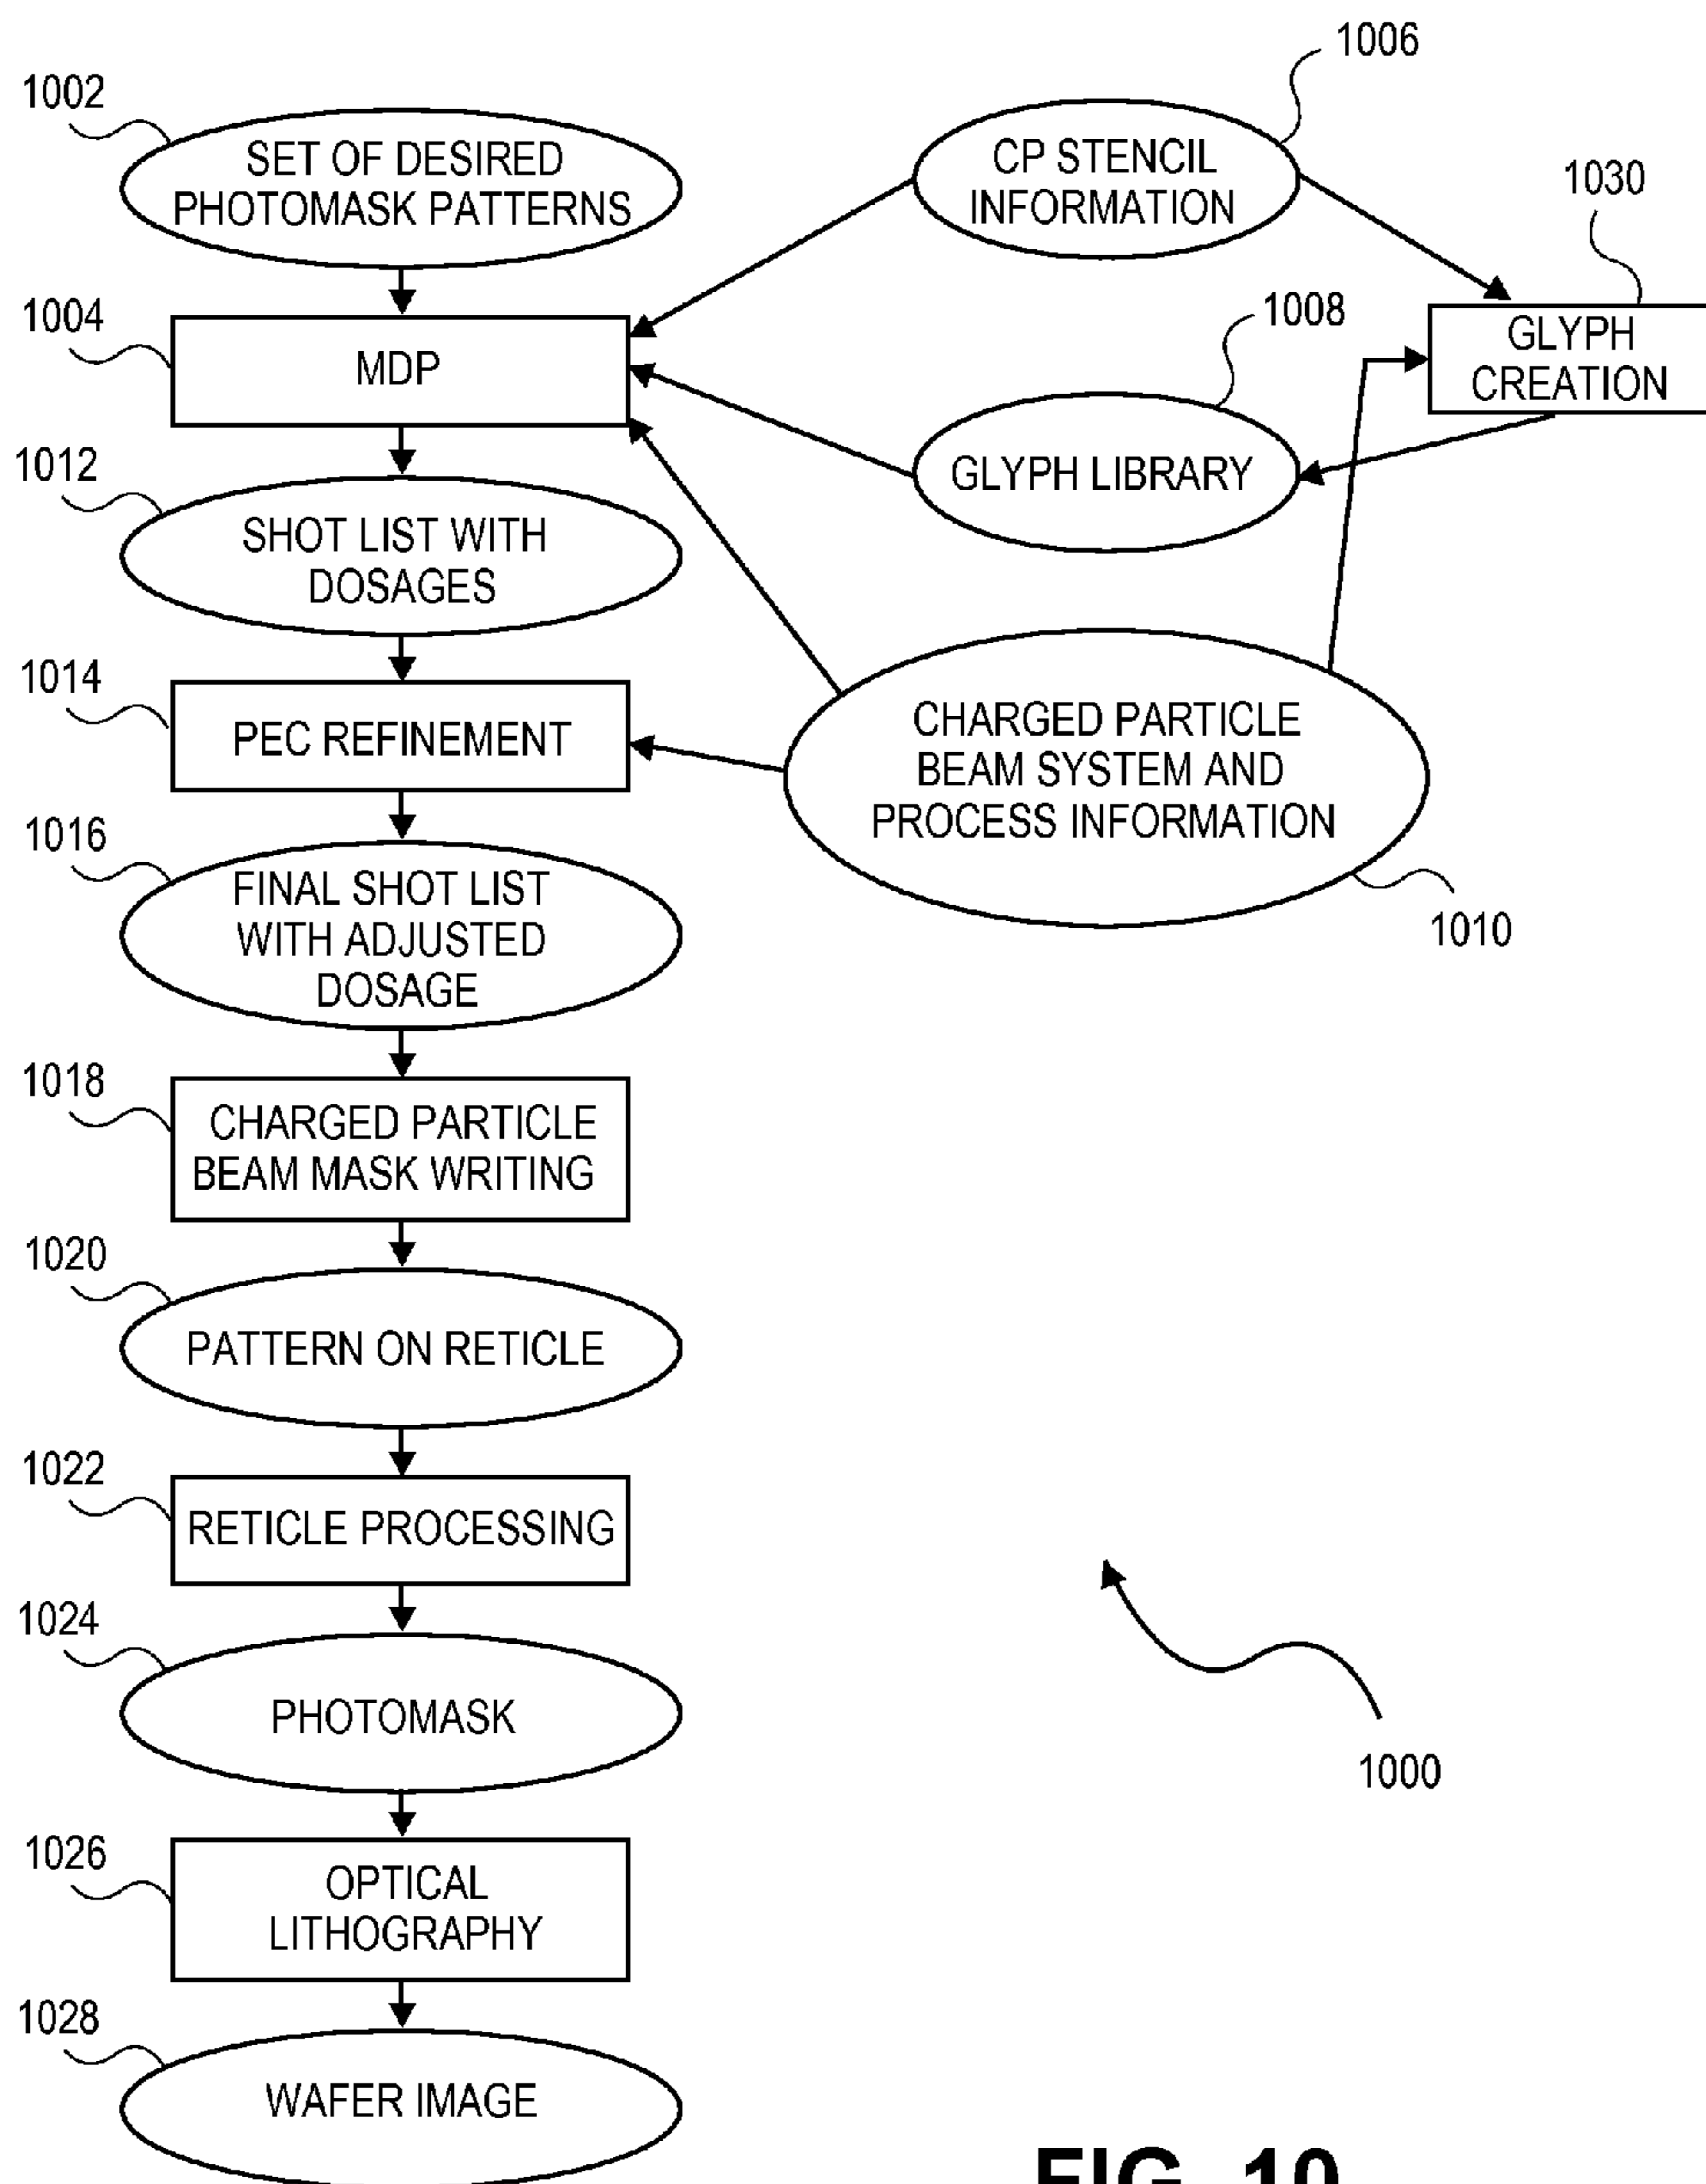 1002
SET OF DESIRED
PHOTOMASK PATTERNS
1006
CP STENCIL
INFORMATION
1030
GLYPH
CREATION
1004
MDP
1008
GLYPH LIBRARY
1012
SHOT LIST WITH
DOSAGES
1014
PEC REFINEMENT
CHARGED PARTICLE
BEAM SYSTEM AND
PROCESS INFORMATION
1010
1016
FINAL SHOT LIST
WITH ADJUSTED
DOSAGE
1018
CHARGED PARTICLE
BEAM MASK WRITING
1020
PATTERN ON RETICLE
1022
RETICLE PROCESSING
1024
PHOTOMASK
1000
1026
OPTICAL
LITHOGRAPHY
1028
WAFER IMAGE
FIG. 10